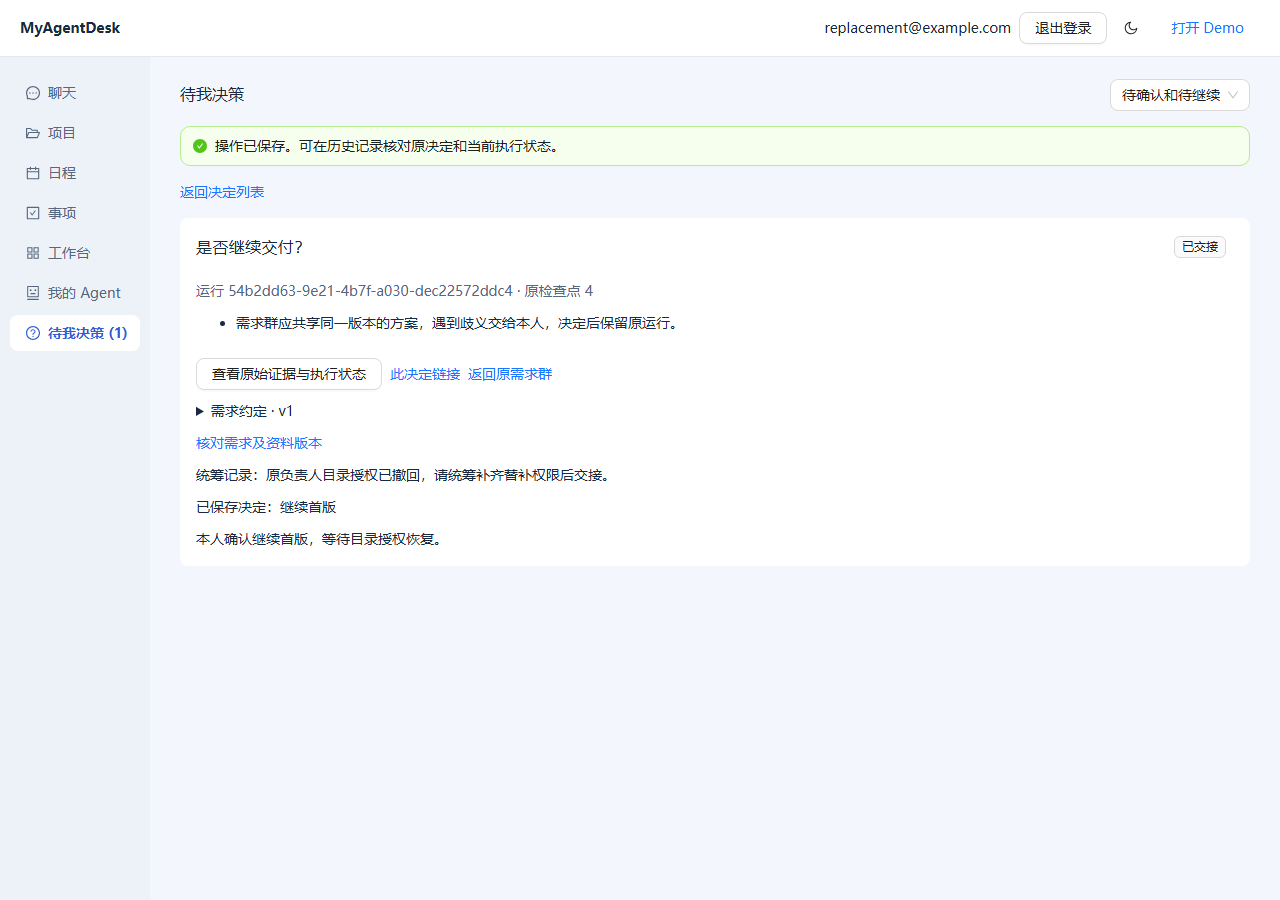 MyAgentDesk
replacement@example.com 退出登录 打开 Demo
聊天
项目
日程
事项
工作台
我的 Agent
待我决策 (1)
待我决策 待确认和待继续
操作已保存。可在历史记录核对原决定和当前执行状态。
返回决定列表
是否继续交付？ 已交接
运行 54b2dd63-9e21-4b7f-a030-dec22572ddc4 · 原检查点 4
• 需求群应共享同一版本的方案，遇到歧义交给本人，决定后保留原运行。
查看原始证据与执行状态 此决定链接 返回原需求群
需求约定 · v1
核对需求及资料版本
统筹记录：原负责人目录授权已撤回，请统筹补齐替补权限后交接。
已保存决定：继续首版
本人确认继续首版，等待目录授权恢复。